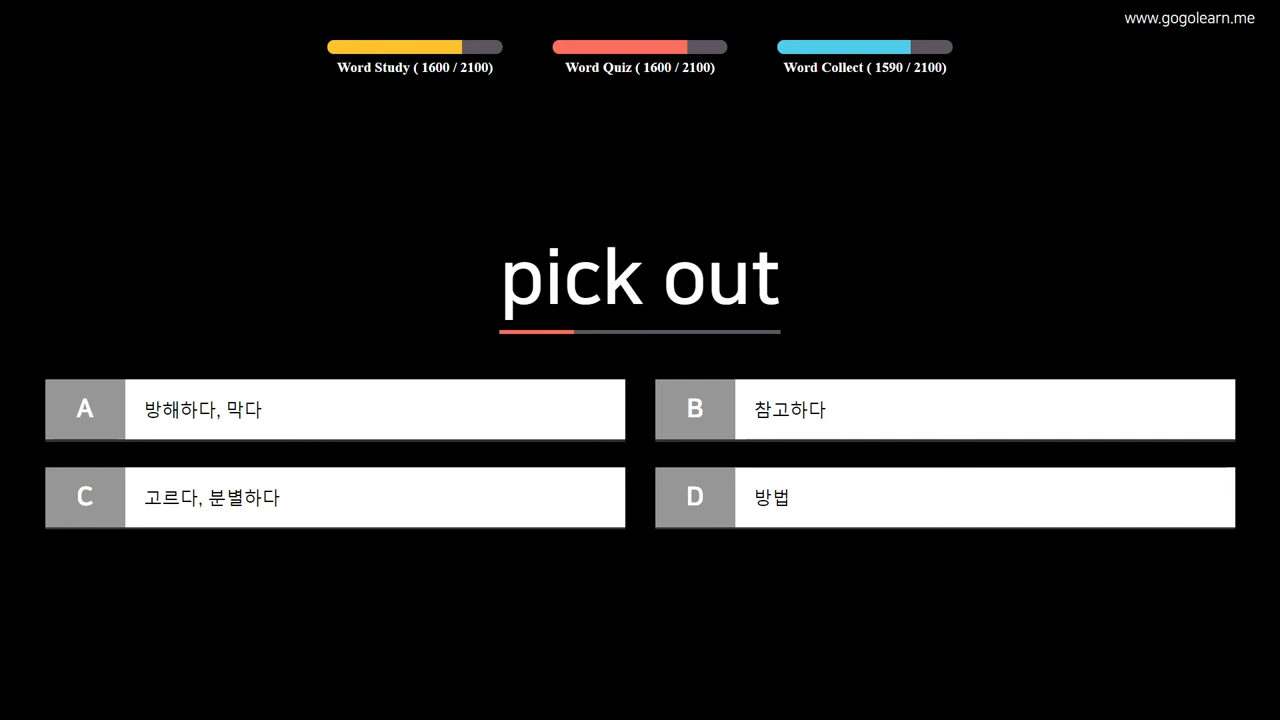 www.gogolearn.me
Word Study ( 1600 / 2100)
Word Quiz ( 1600 / 2100)
Word Collect ( 1590 / 2100)
pick out
A 방해하다, 막다
B 참고하다
C 고르다, 분별하다
D 방법